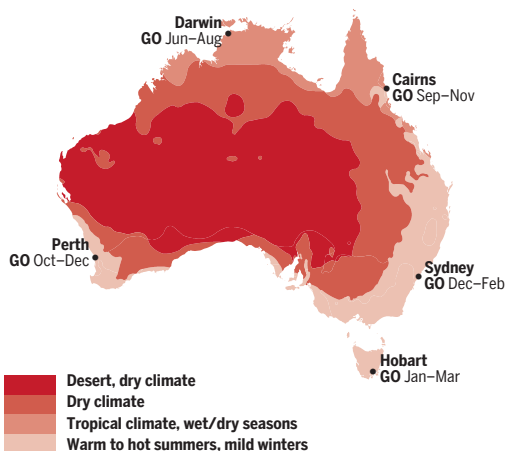 Darwin
GO Jun–Aug
Cairns
GO Sep–Nov
Perth
GO Oct–Dec
Sydney
GO Dec–Feb
Hobart
GO Jan–Mar
Desert, dry climate
Dry climate
Tropical climate, wet/dry seasons
Warm to hot summers, mild winters